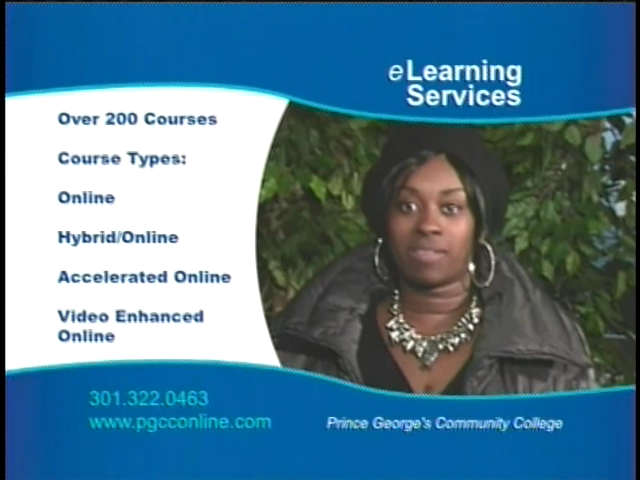 eLearning
Services
Over 200 Courses
Course Types:
Online
Hybrid/Online
Accelerated Online
Video Enhanced
Online
301.322.0463
www.pgcconline.com
Prince George's Community College